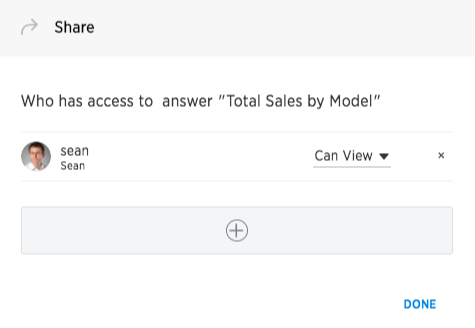 Share
Who has access to answer "Total Sales by Model"
sean
Sean
Can View
×
DONE